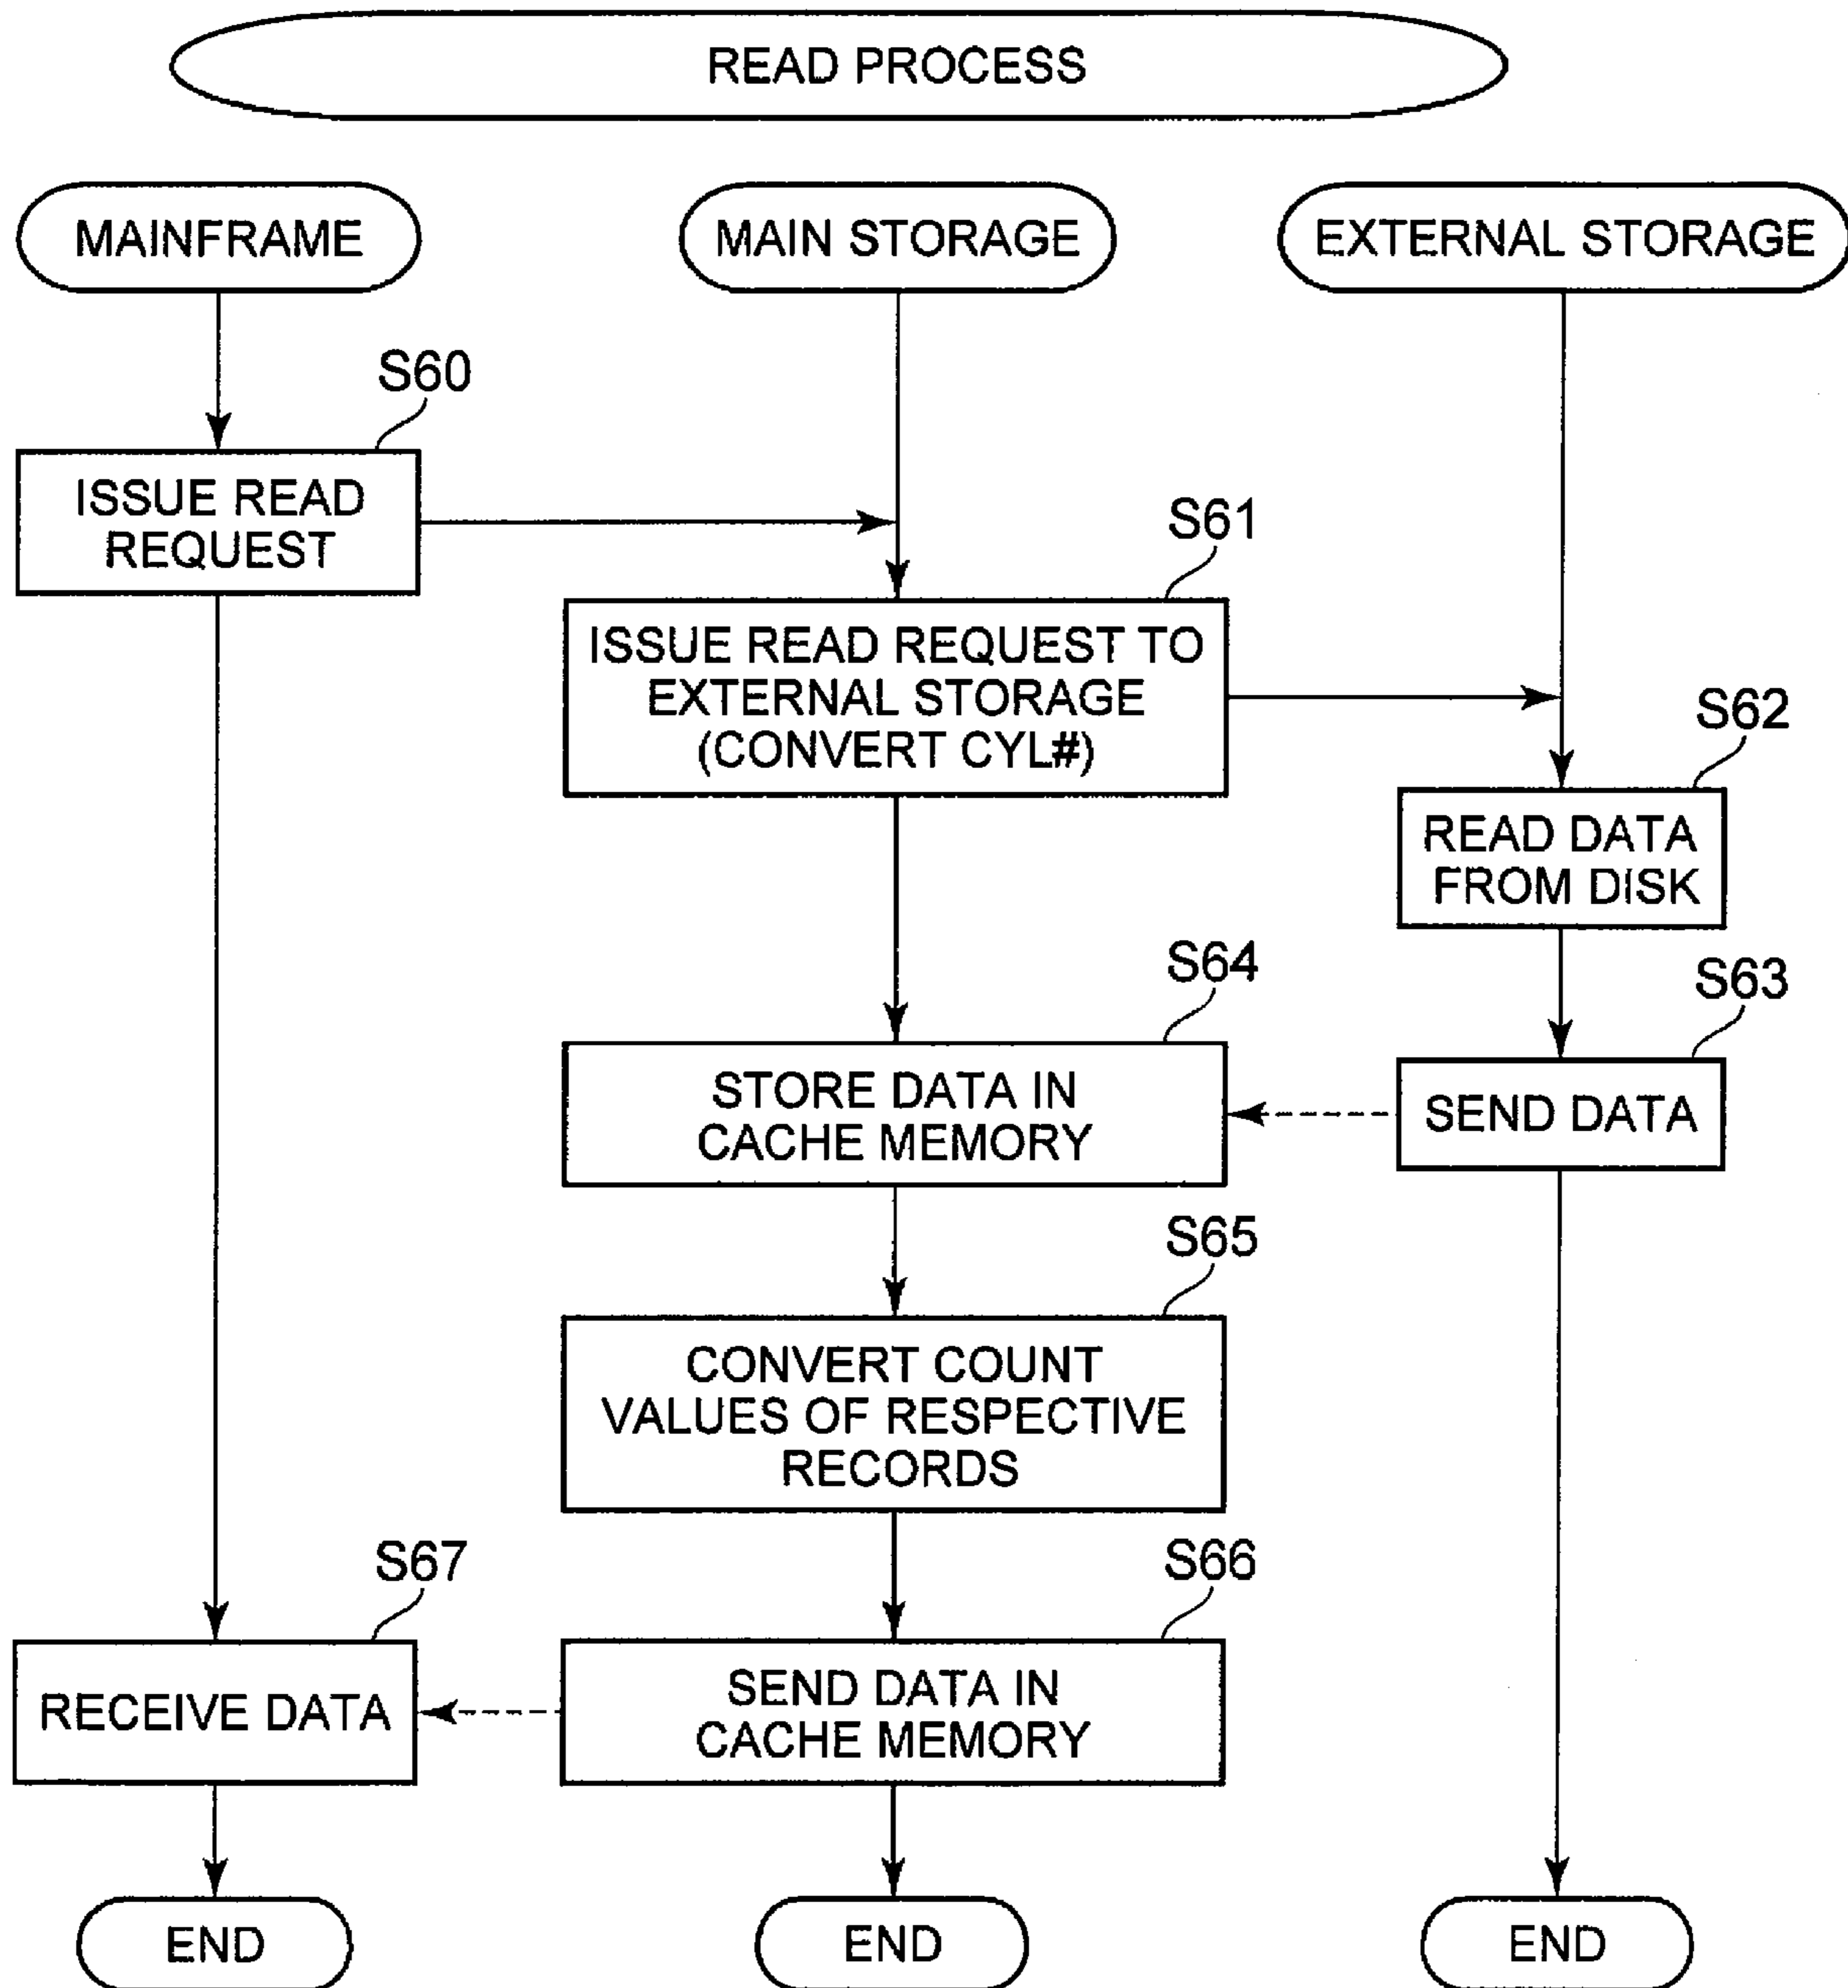 READ PROCESS
MAINFRAME
MAIN STORAGE
EXTERNAL STORAGE
S60
ISSUE READ
REQUEST
S61
ISSUE READ REQUEST TO
EXTERNAL STORAGE
(CONVERT CYL#)
S62
READ DATA
FROM DISK
S63
SEND DATA
S64
STORE DATA IN
CACHE MEMORY
S65
CONVERT COUNT
VALUES OF RESPECTIVE
RECORDS
S66
SEND DATA IN
CACHE MEMORY
S67
RECEIVE DATA
END
END
END